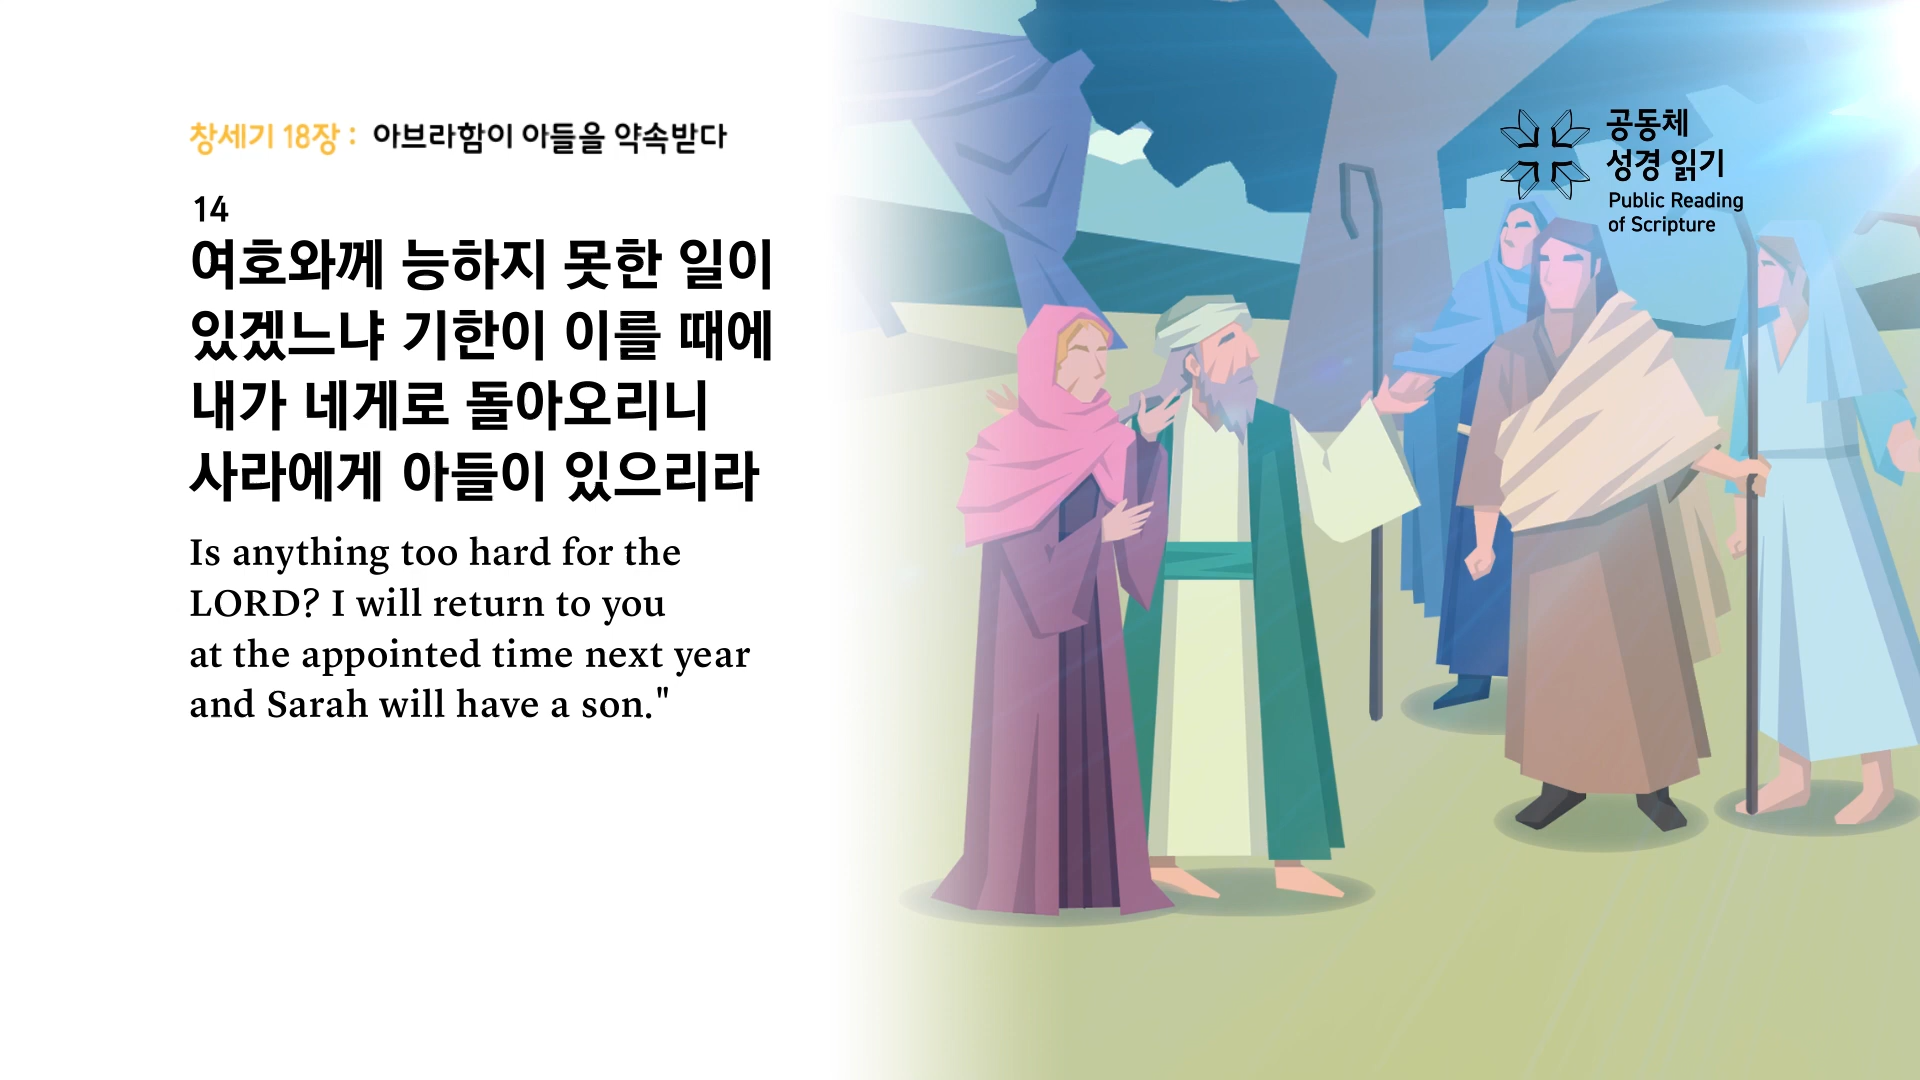 창세기 18장 : 아브라함이 아들을 약속받다
14
여호와께 능하지 못한 일이
있겠느냐 기한이 이를 때에
내가 네게로 돌아오리니
사라에게 아들이 있으리라
Is anything too hard for the
LORD? I will return to you
at the appointed time next year
and Sarah will have a son."
공동체
성경 읽기
Public Reading
of Scripture